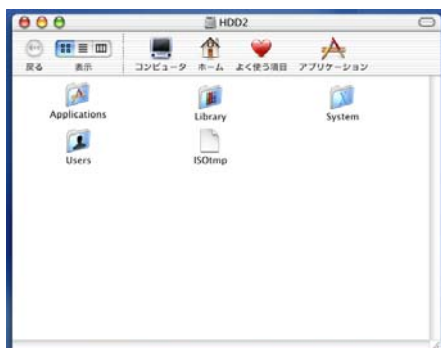 HDD2
戻る 表示 コンピュータ ホーム よく使う項目 アプリケーション
Applications Library System
Users ISOtmp